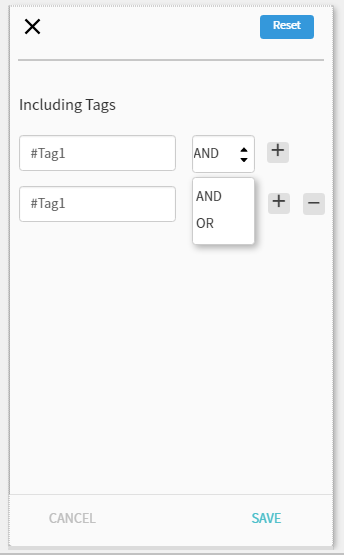 Reset
Including Tags
#Tag1 AND +
AND
#Tag1 + −
OR
CANCEL SAVE